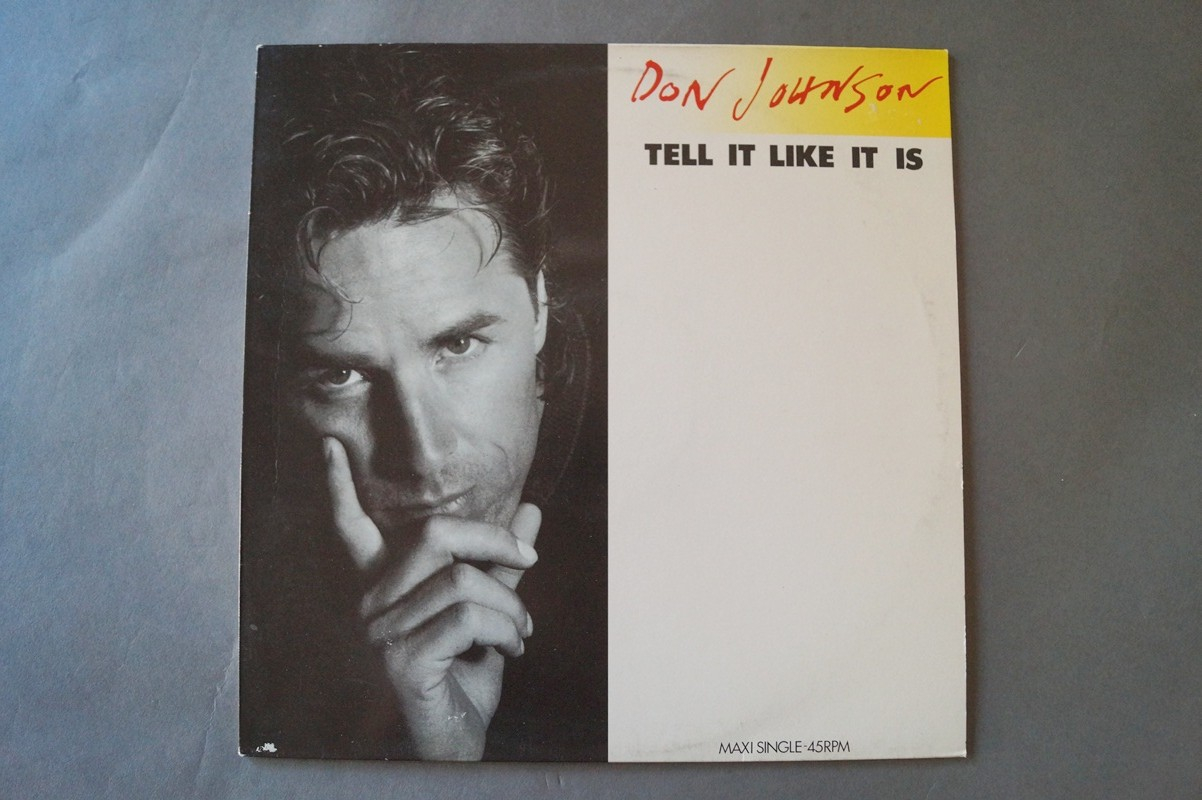 DON JOHNSON
TELL IT LIKE IT IS
MAXI SINGLE-45RPM